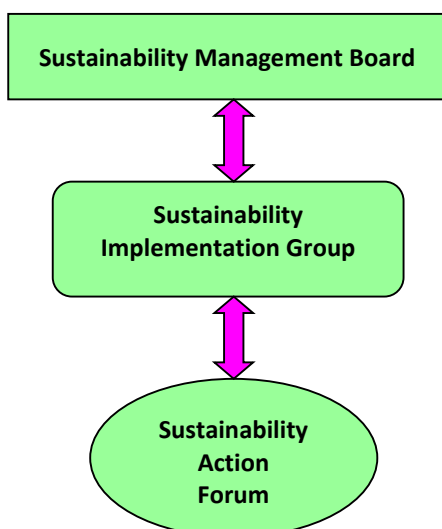 Sustainability Management Board
Sustainability
Implementation Group
Sustainability
Action
Forum